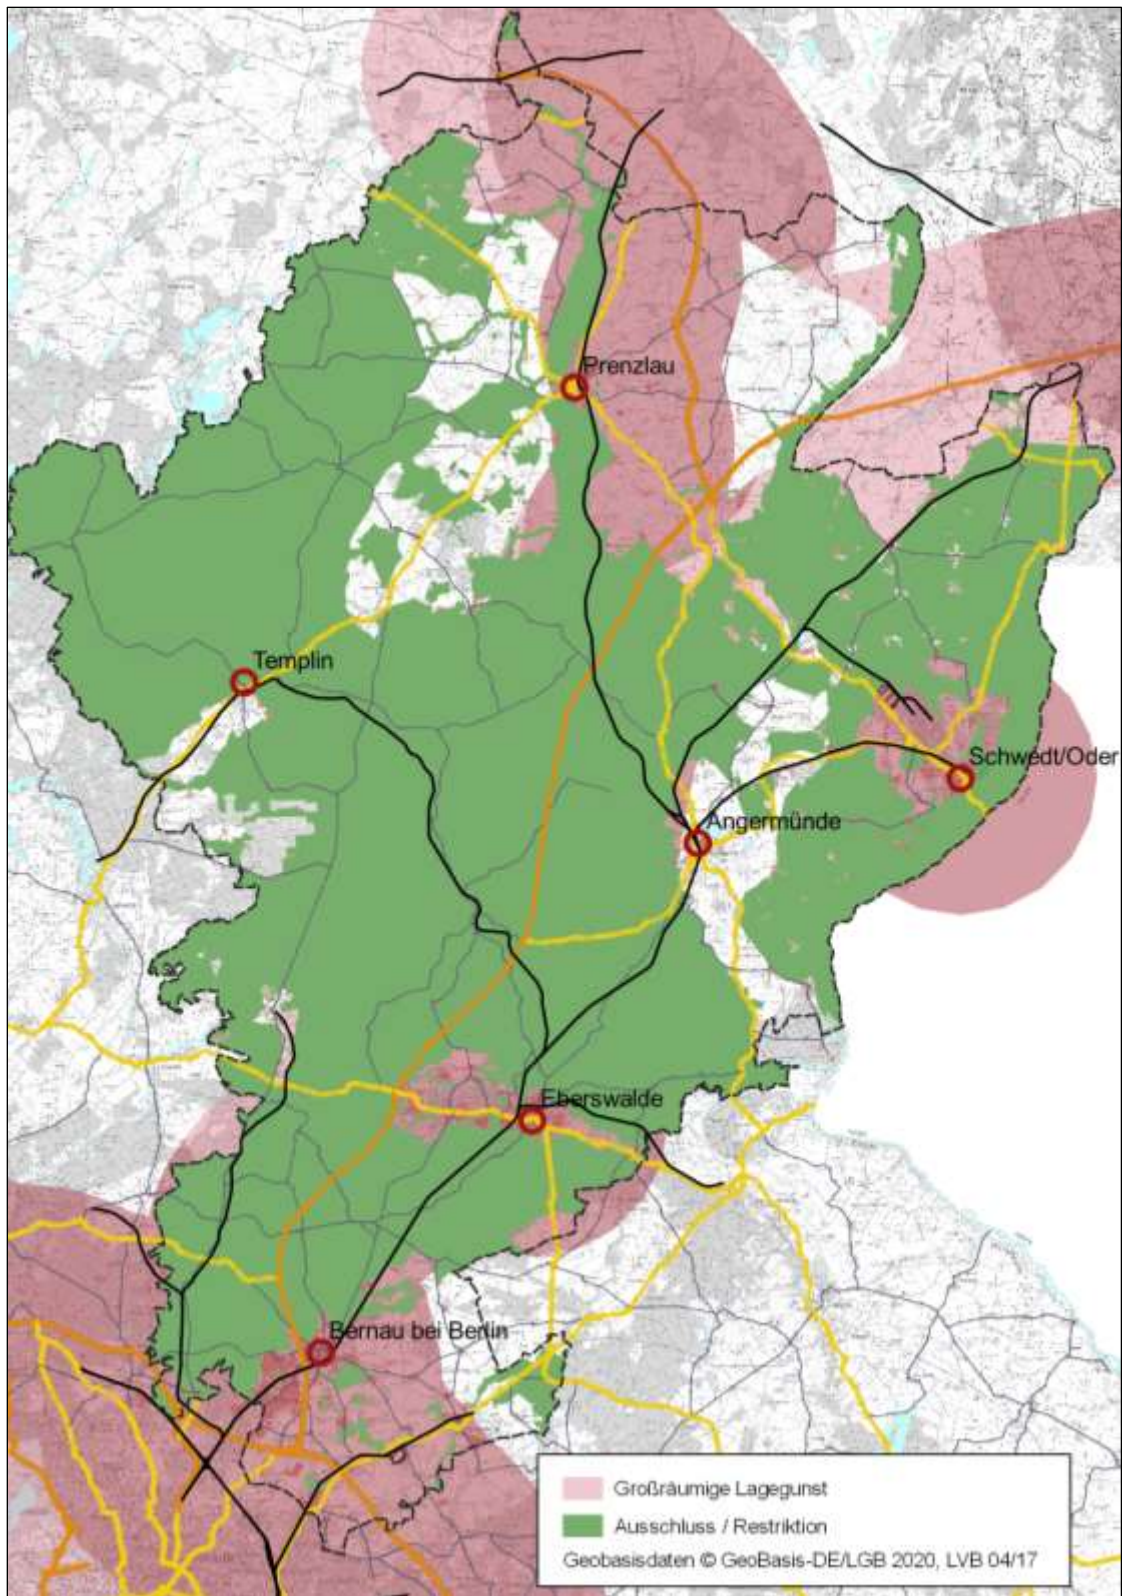 Prenzlau
Templin
Schwedt/Oder
Angermünde
Eberswalde
Bernau bei Berlin
Großräumige Lagegunst
Ausschluss / Restriktion
Geobasisdaten © GeoBasis-DE/LGB 2020, LVB 04/17